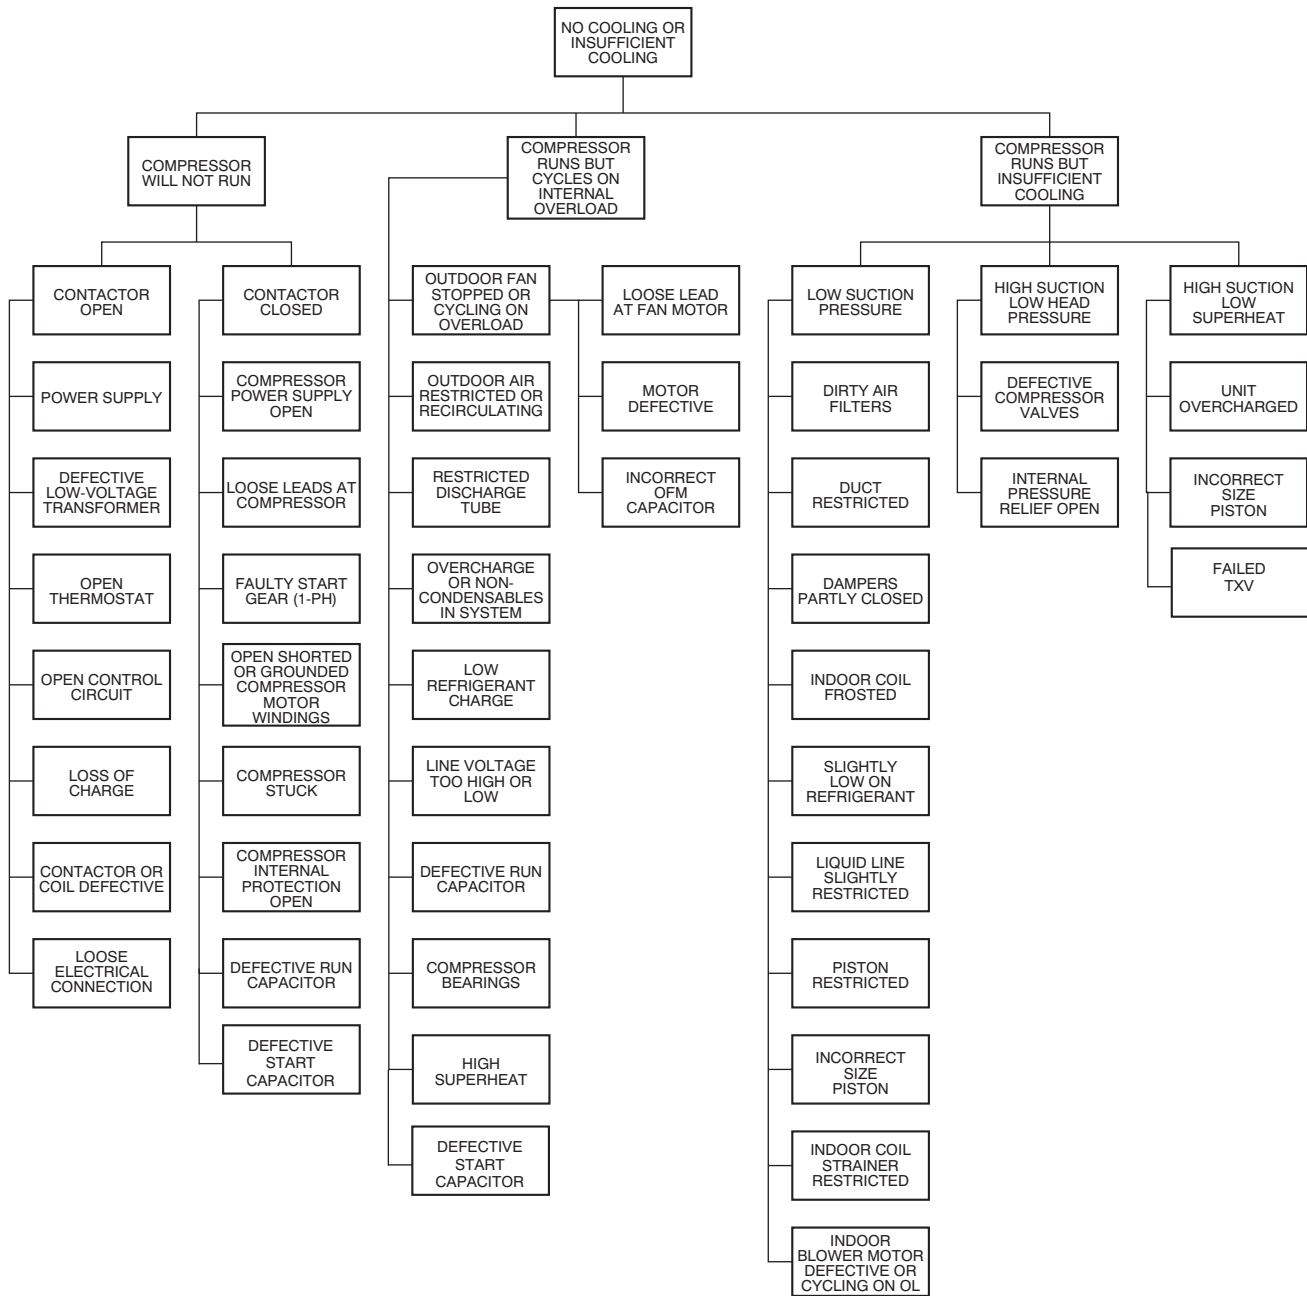 NO COOLING OR
INSUFFICIENT
COOLING
COMPRESSOR
WILL NOT RUN
COMPRESSOR
RUNS BUT
CYCLES ON
INTERNAL
OVERLOAD
COMPRESSOR
RUNS BUT
INSUFFICIENT
COOLING
CONTACTOR
OPEN
POWER SUPPLY
DEFECTIVE
LOW-VOLTAGE
TRANSFORMER
OPEN
THERMOSTAT
OPEN CONTROL
CIRCUIT
LOSS OF
CHARGE
CONTACTOR OR
COIL DEFECTIVE
LOOSE
ELECTRICAL
CONNECTION
CONTACTOR
CLOSED
COMPRESSOR
POWER SUPPLY
OPEN
LOOSE LEADS AT
COMPRESSOR
FAULTY START
GEAR (1-PH)
OPEN SHORTED
OR GROUNDED
COMPRESSOR
MOTOR
WINDINGS
COMPRESSOR
STUCK
COMPRESSOR
INTERNAL
PROTECTION
OPEN
DEFECTIVE RUN
CAPACITOR
DEFECTIVE
START
CAPACITOR
OUTDOOR FAN
STOPPED OR
CYCLING ON
OVERLOAD
OUTDOOR AIR
RESTRICTED OR
RECIRCULATING
RESTRICTED
DISCHARGE
TUBE
OVERCHARGE
OR NON-
CONDENSABLES
IN SYSTEM
LOW
REFRIGERANT
CHARGE
LINE VOLTAGE
TOO HIGH OR
LOW
DEFECTIVE RUN
CAPACITOR
COMPRESSOR
BEARINGS
HIGH
SUPERHEAT
DEFECTIVE
START
CAPACITOR
LOOSE LEAD
AT FAN MOTOR
MOTOR
DEFECTIVE
INCORRECT
OFM
CAPACITOR
LOW SUCTION
PRESSURE
DIRTY AIR
FILTERS
DUCT
RESTRICTED
DAMPERS
PARTLY CLOSED
INDOOR COIL
FROSTED
SLIGHTLY
LOW ON
REFRIGERANT
LIQUID LINE
SLIGHTLY
RESTRICTED
PISTON
RESTRICTED
INCORRECT
SIZE
PISTON
INDOOR COIL
STRAINER
RESTRICTED
INDOOR
BLOWER MOTOR
DEFECTIVE OR
CYCLING ON OL
HIGH SUCTION
LOW HEAD
PRESSURE
DEFECTIVE
COMPRESSOR
VALVES
INTERNAL
PRESSURE
RELIEF OPEN
HIGH SUCTION
LOW
SUPERHEAT
UNIT
OVERCHARGED
INCORRECT
SIZE
PISTON
FAILED
TXV